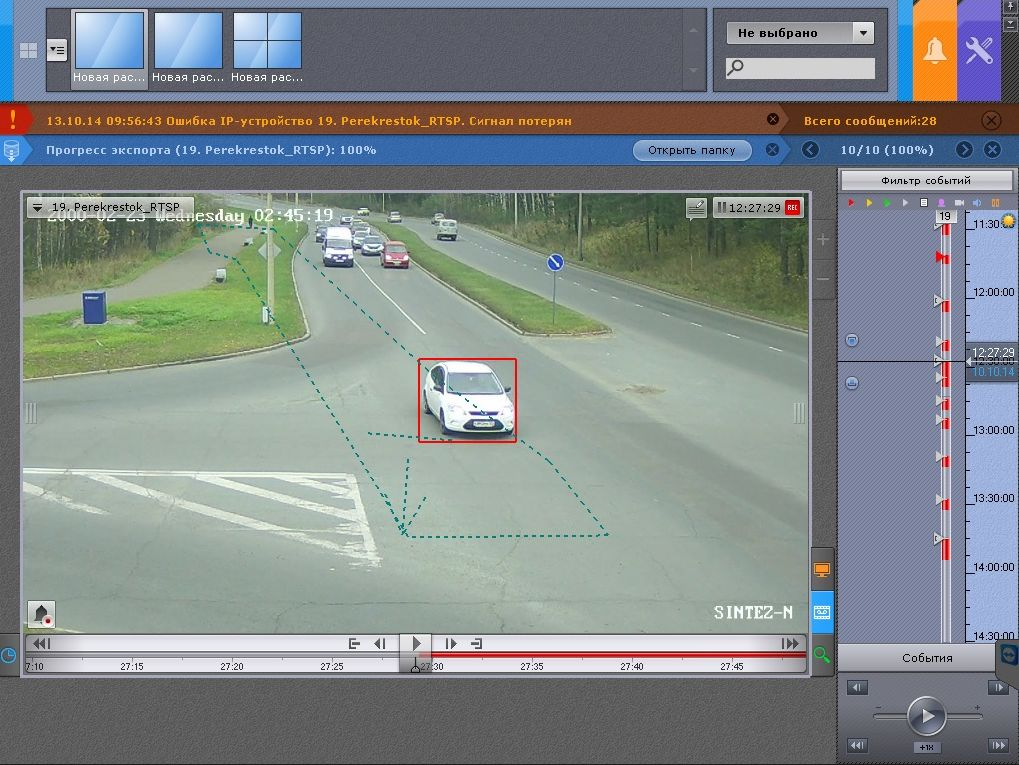 Новая рас... Новая рас... Новая рас...
Не выбрано
13.10.14 09:56:43 Ошибка IP-устройство 19. Perekrestok_RTSP. Сигнал потерян
Всего сообщений:28
Прогресс экспорта (19. Perekrestok_RTSP): 100%
Открыть папку
10/10 (100%)
Фильтр событий
19. Perekrestok_RTSP
12:27:29 REC
2000-02-23 Wednesday 02:45:19
19
11:30
12:00:00
12:27:29
12:30:00
10.10.14
13:00:00
13:30:00
14:00:00
14:30:00
SINTEZ-N
7:10 27:15 27:20 27:25 27:30 27:35 27:40 27:45
События
+1X